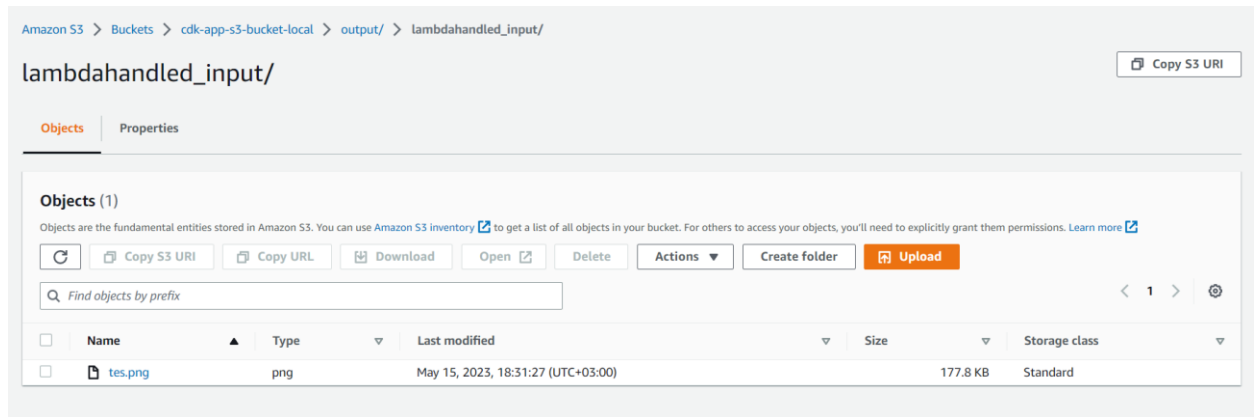 Amazon S3 > Buckets > cdk-app-s3-bucket-local > output/ > lambdahandled_input/
lambdahandled_input/
Copy S3 URI
Objects Properties
Objects (1)
Objects are the fundamental entities stored in Amazon S3. You can use Amazon S3 inventory to get a list of all objects in your bucket. For others to access your objects, you'll need to explicitly grant them permissions. Learn more
Copy S3 URI Copy URL Download Open Delete Actions Create folder Upload
Find objects by prefix
< 1 >
Name Type Last modified Size Storage class
tes.png png May 15, 2023, 18:31:27 (UTC+03:00) 177.8 KB Standard